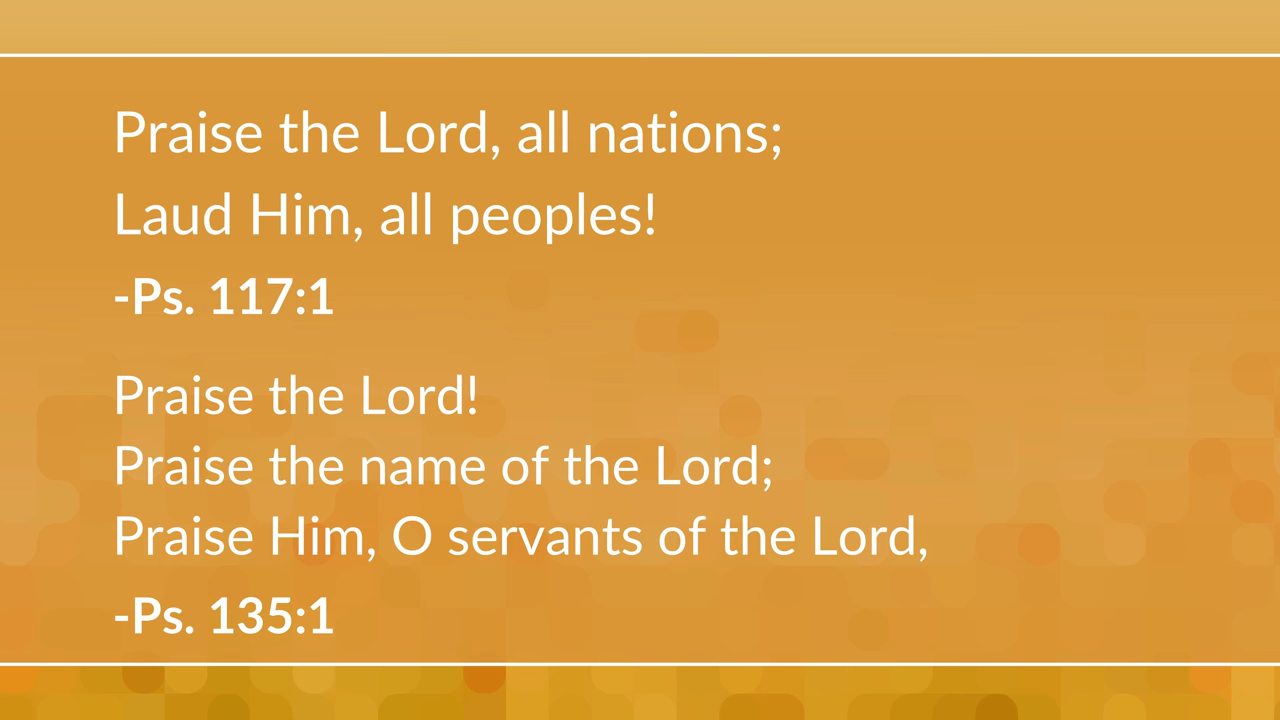 Praise the Lord, all nations;
Laud Him, all peoples!
-Ps. 117:1
Praise the Lord!
Praise the name of the Lord;
Praise Him, O servants of the Lord,
-Ps. 135:1